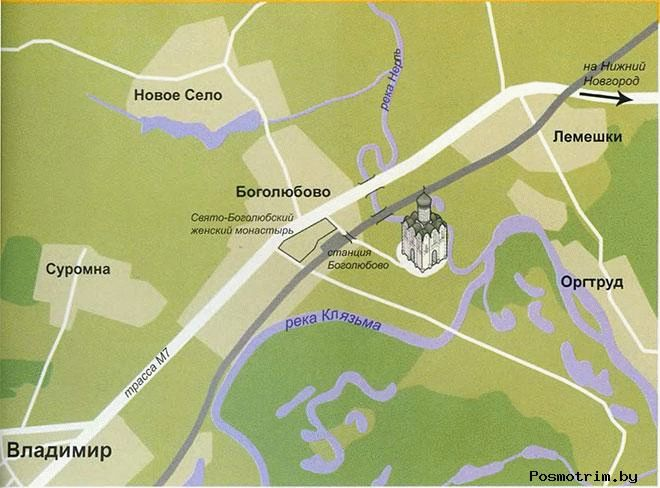 на Нижний
Новгород
река Нерль
Новое Село
Лемешки
Боголюбово
Свято-Боголюбский
женский монастырь
станция
Боголюбово
Суромна
Оргтруд
река Клязьма
трасса М7
Владимир
Posmotrim.by